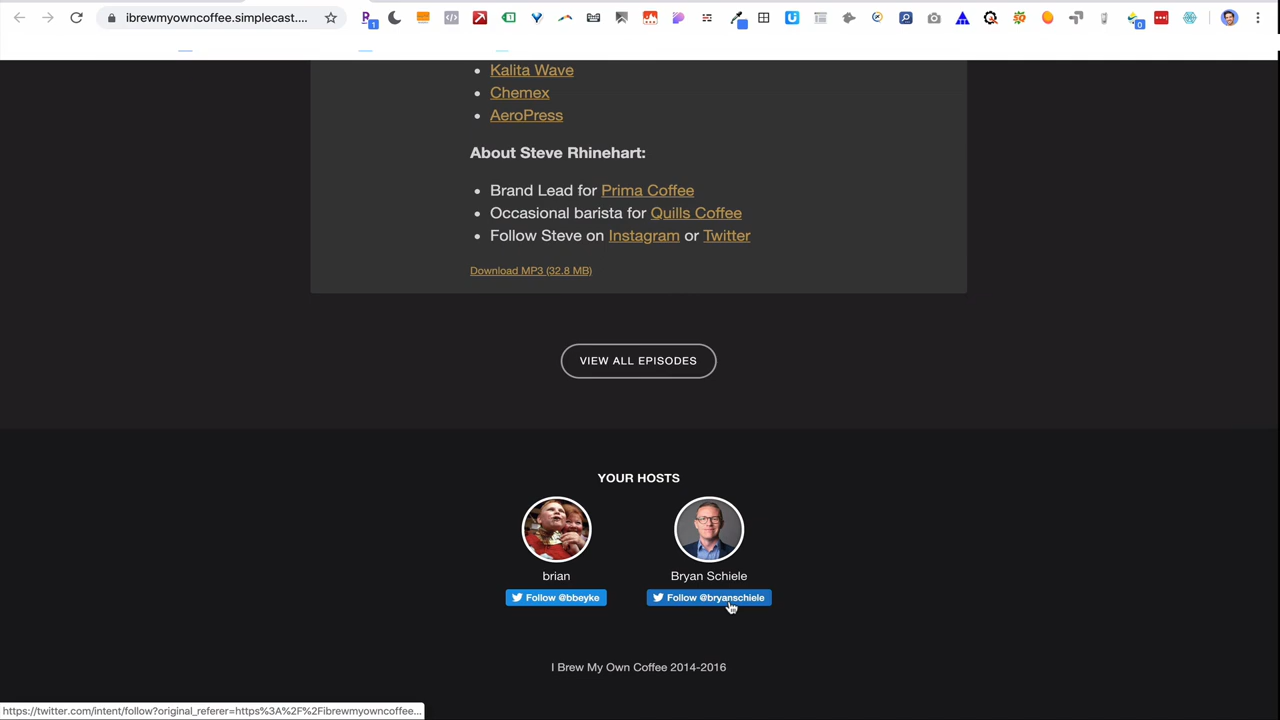 ibrewmyowncoffee.simplecast....
1
0
Kalita Wave
Chemex
AeroPress
About Steve Rhinehart:
Brand Lead for Prima Coffee
Occasional barista for Quills Coffee
Follow Steve on Instagram or Twitter
Download MP3 (32.8 MB)
VIEW ALL EPISODES
YOUR HOSTS
brian Bryan Schiele
Follow @bbeyke Follow @bryanschiele
I Brew My Own Coffee 2014-2016
https://twitter.com/intent/follow?original_referer=https%3A%2F%2Fibrewmyowncoffee...